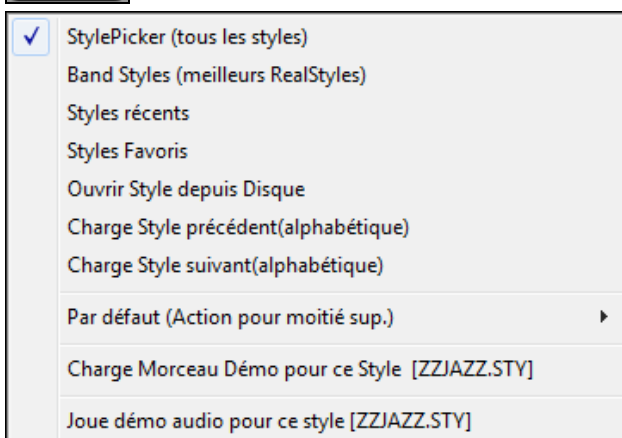 StylePicker (tous les styles)
Band Styles (meilleurs RealStyles)
Styles récents
Styles Favoris
Ouvrir Style depuis Disque
Charge Style précédent(alphabétique)
Charge Style suivant(alphabétique)
Par défaut (Action pour moitié sup.)
Charge Morceau Démo pour ce Style [ZZJAZZ.STY]
Joue démo audio pour ce style [ZZJAZZ.STY]